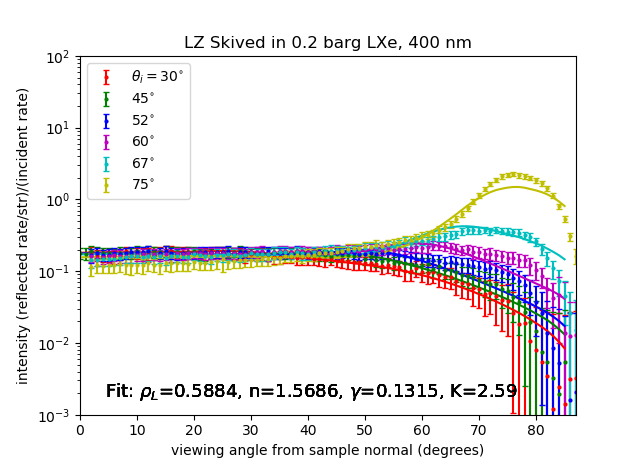 LZ Skived in 0.2 barg LXe, 400 nm
intensity (reflected rate/str)/(incident rate)
10²
10¹
10⁰
10⁻¹
10⁻²
10⁻³
θᵢ = 30°
45°
52°
60°
67°
75°
Fit: ρ_L=0.5884, n=1.5686, γ=0.1315, K=2.59
0 10 20 30 40 50 60 70 80
viewing angle from sample normal (degrees)